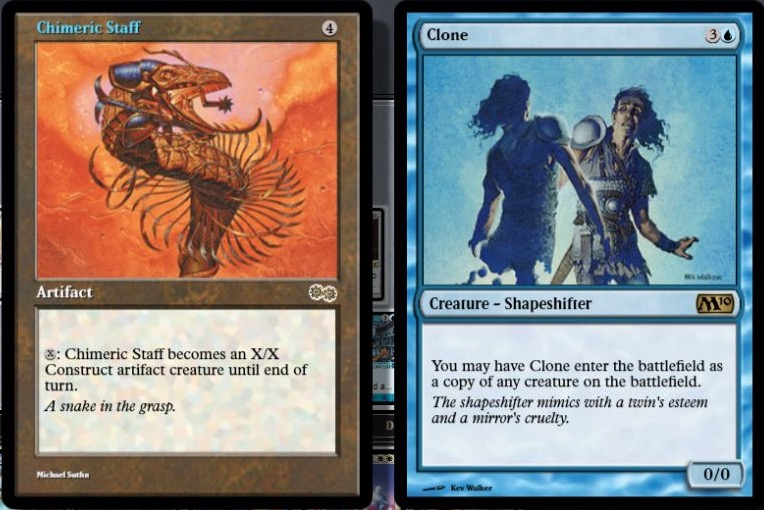 Chimeric Staff
4
Artifact
X: Chimeric Staff becomes an X/X
Construct artifact creature until end of
turn.
A snake in the grasp.
Michael Sutfin
Clone
3
Creature – Shapeshifter
M10
You may have Clone enter the battlefield as
a copy of any creature on the battlefield.
The shapeshifter mimics with a twin's esteem
and a mirror's cruelty.
0/0
Kev Walker